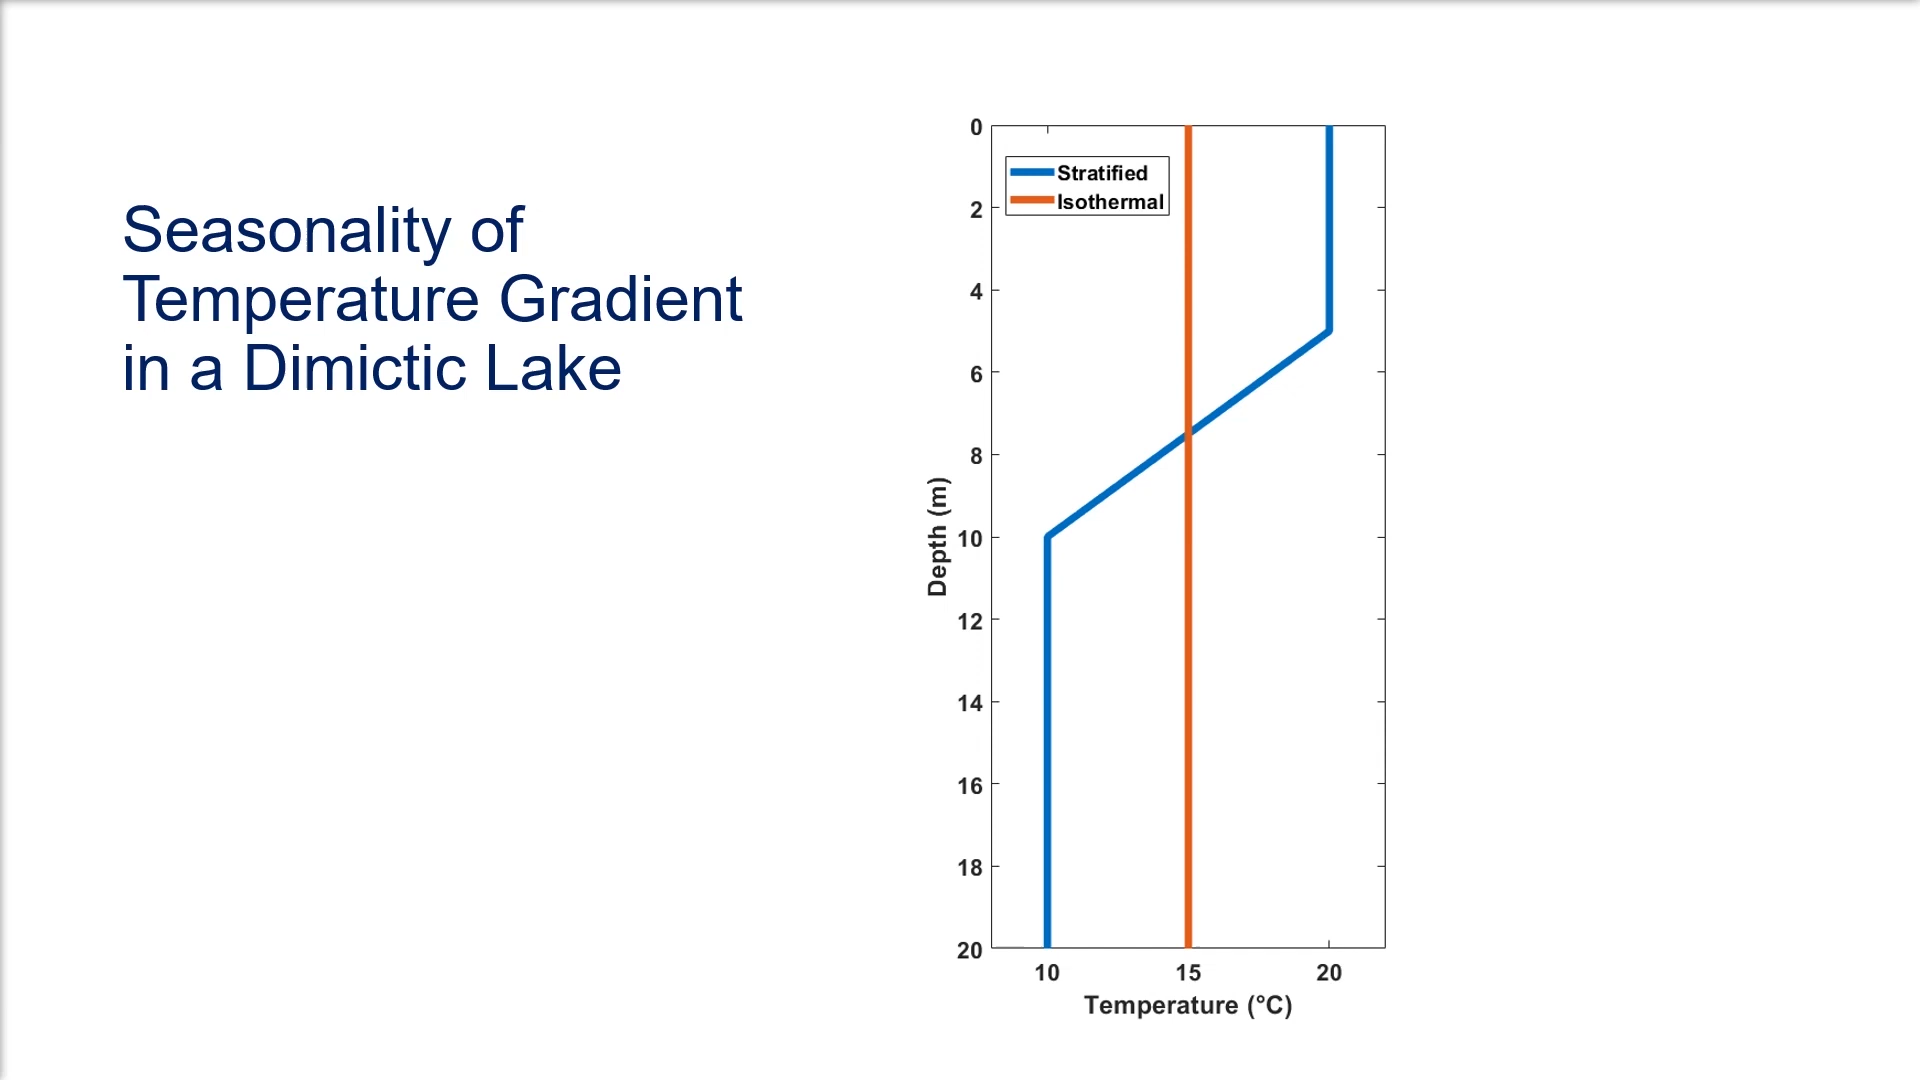 Seasonality of
Temperature Gradient
in a Dimictic Lake
Stratified
Isothermal
0
2
4
6
8
10
12
14
16
18
20
Depth (m)
10 15 20
Temperature (°C)